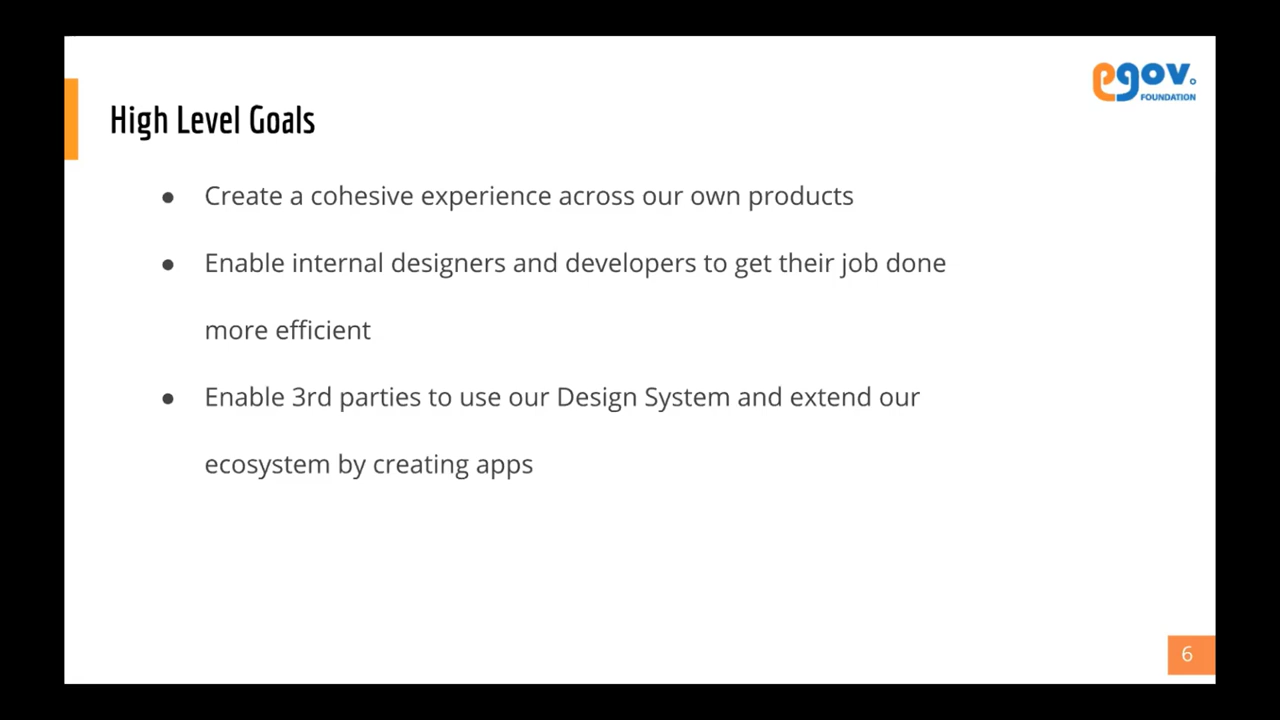 egov.
FOUNDATION
High Level Goals
● Create a cohesive experience across our own products
● Enable internal designers and developers to get their job done
more efficient
● Enable 3rd parties to use our Design System and extend our
ecosystem by creating apps
6